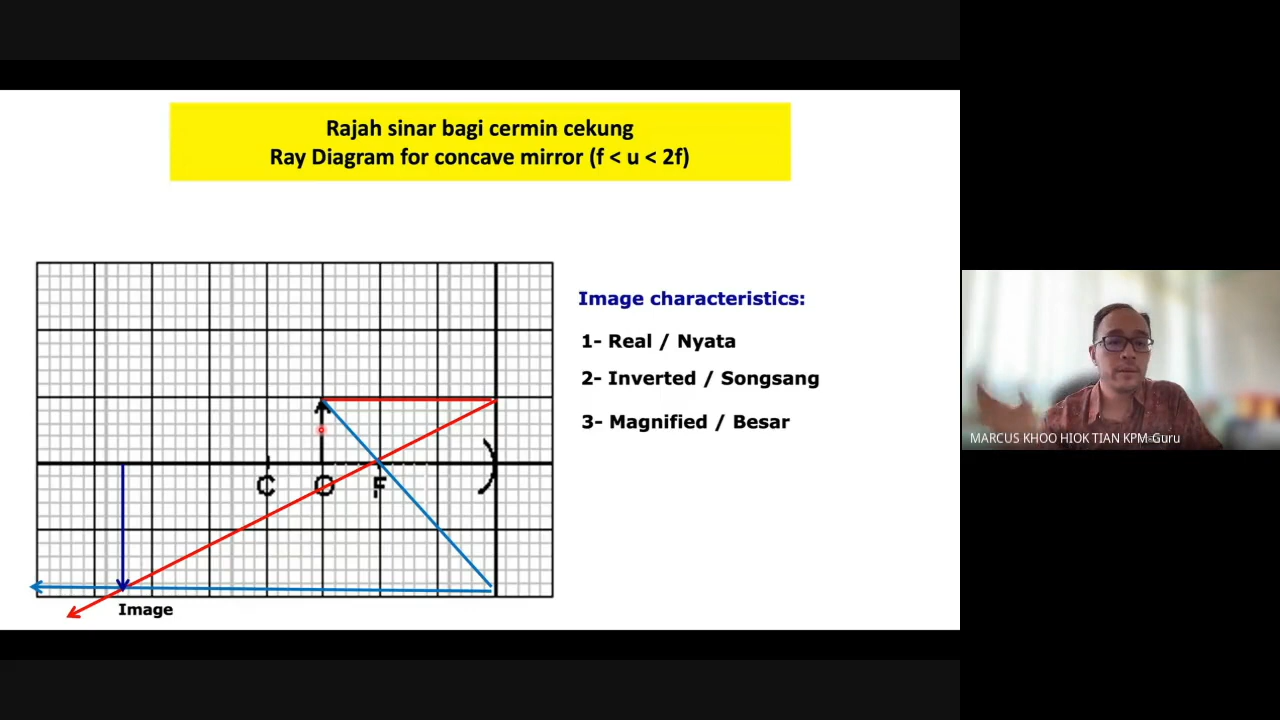 Rajah sinar bagi cermin cekung
Ray Diagram for concave mirror (f < u < 2f)
Image characteristics:
1- Real / Nyata
2- Inverted / Songsang
3- Magnified / Besar
C O F
Image
MARCUS KHOO HIOK TIAN KPM-Guru